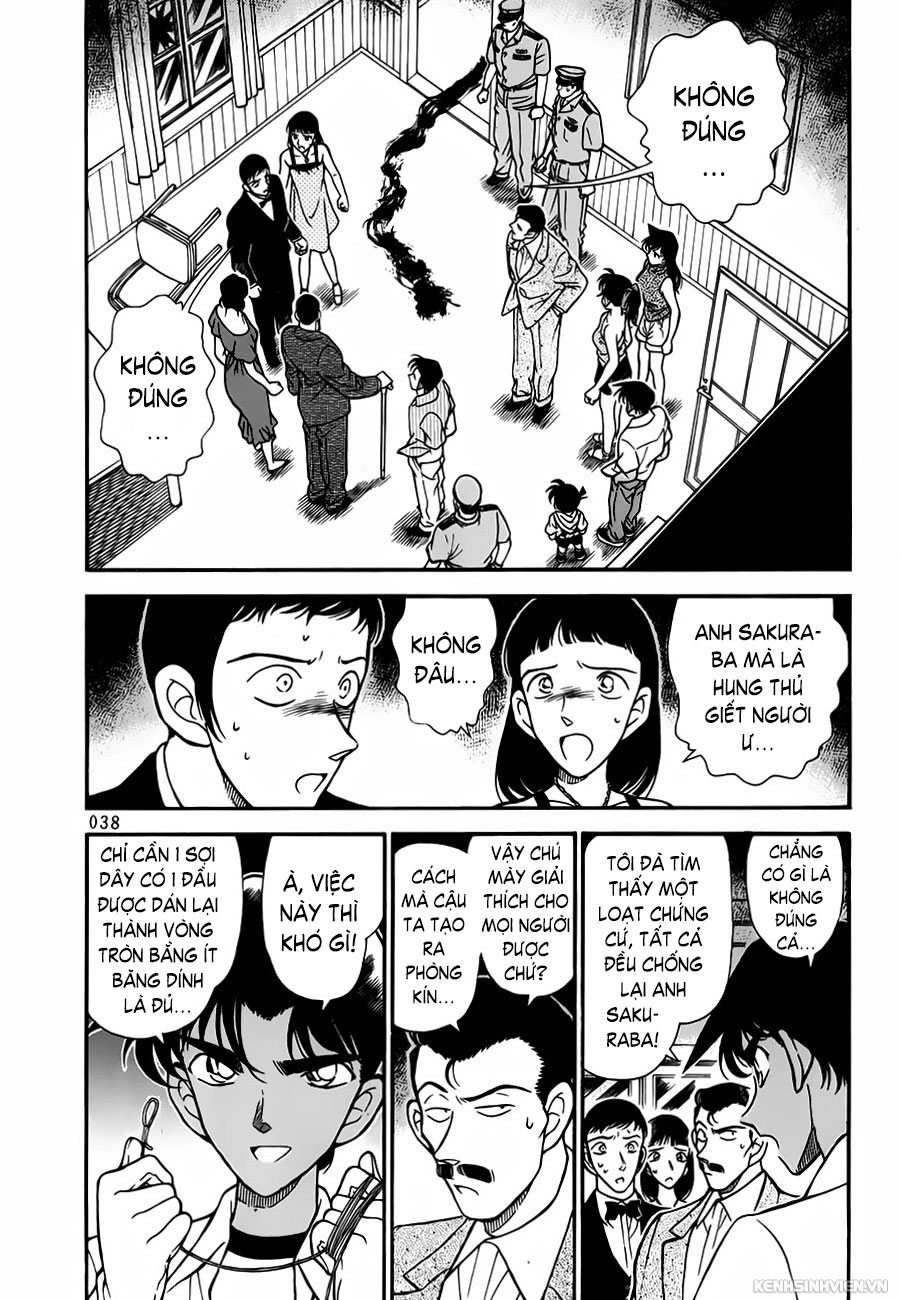 KHÔNG
ĐÚNG
...
KHÔNG
ĐÚNG
...
ANH SAKURA-
BA MÀ LÀ
HUNG THỦ
GIẾT NGƯỜI
Ư...
KHÔNG
ĐÂU...
038
CHẲNG
CÓ GÌ LÀ
KHÔNG
ĐÚNG
CẢ...
TÔI ĐÃ TÌM
THẤY MỘT
LOẠT CHỨNG
CỨ, TẤT CẢ
ĐỀU CHỐNG
LẠI ANH
SAKU-
RABA!
VẬY CHÚ
MÀY GIẢI
THÍCH CHO
MỌI NGƯỜI
ĐƯỢC
CHỨ?
CÁCH
MÀ CẬU
TA TẠO
RA
PHÒNG
KÍN...
À, VIỆC
NÀY THÌ
KHÓ GÌ!
CHỈ CẦN 1 SỢI
DÂY CÓ 1 ĐẦU
ĐƯỢC DÁN LẠI
THÀNH VÒNG
TRÒN BẰNG ÍT
BĂNG DÍNH
LÀ ĐỦ...
KENHSINHVIEN.VN